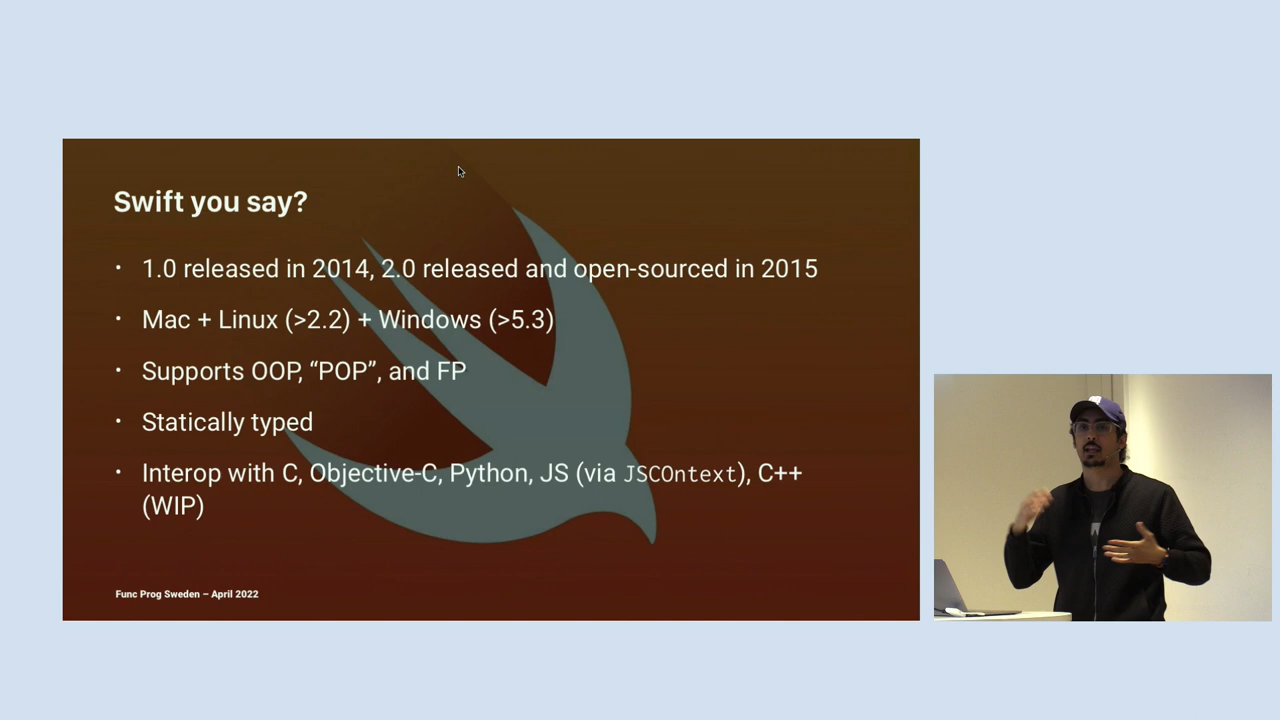 Swift you say?
• 1.0 released in 2014, 2.0 released and open-sourced in 2015
• Mac + Linux (>2.2) + Windows (>5.3)
• Supports OOP, “POP”, and FP
• Statically typed
• Interop with C, Objective-C, Python, JS (via JSCOntext), C++
(WIP)
Func Prog Sweden – April 2022